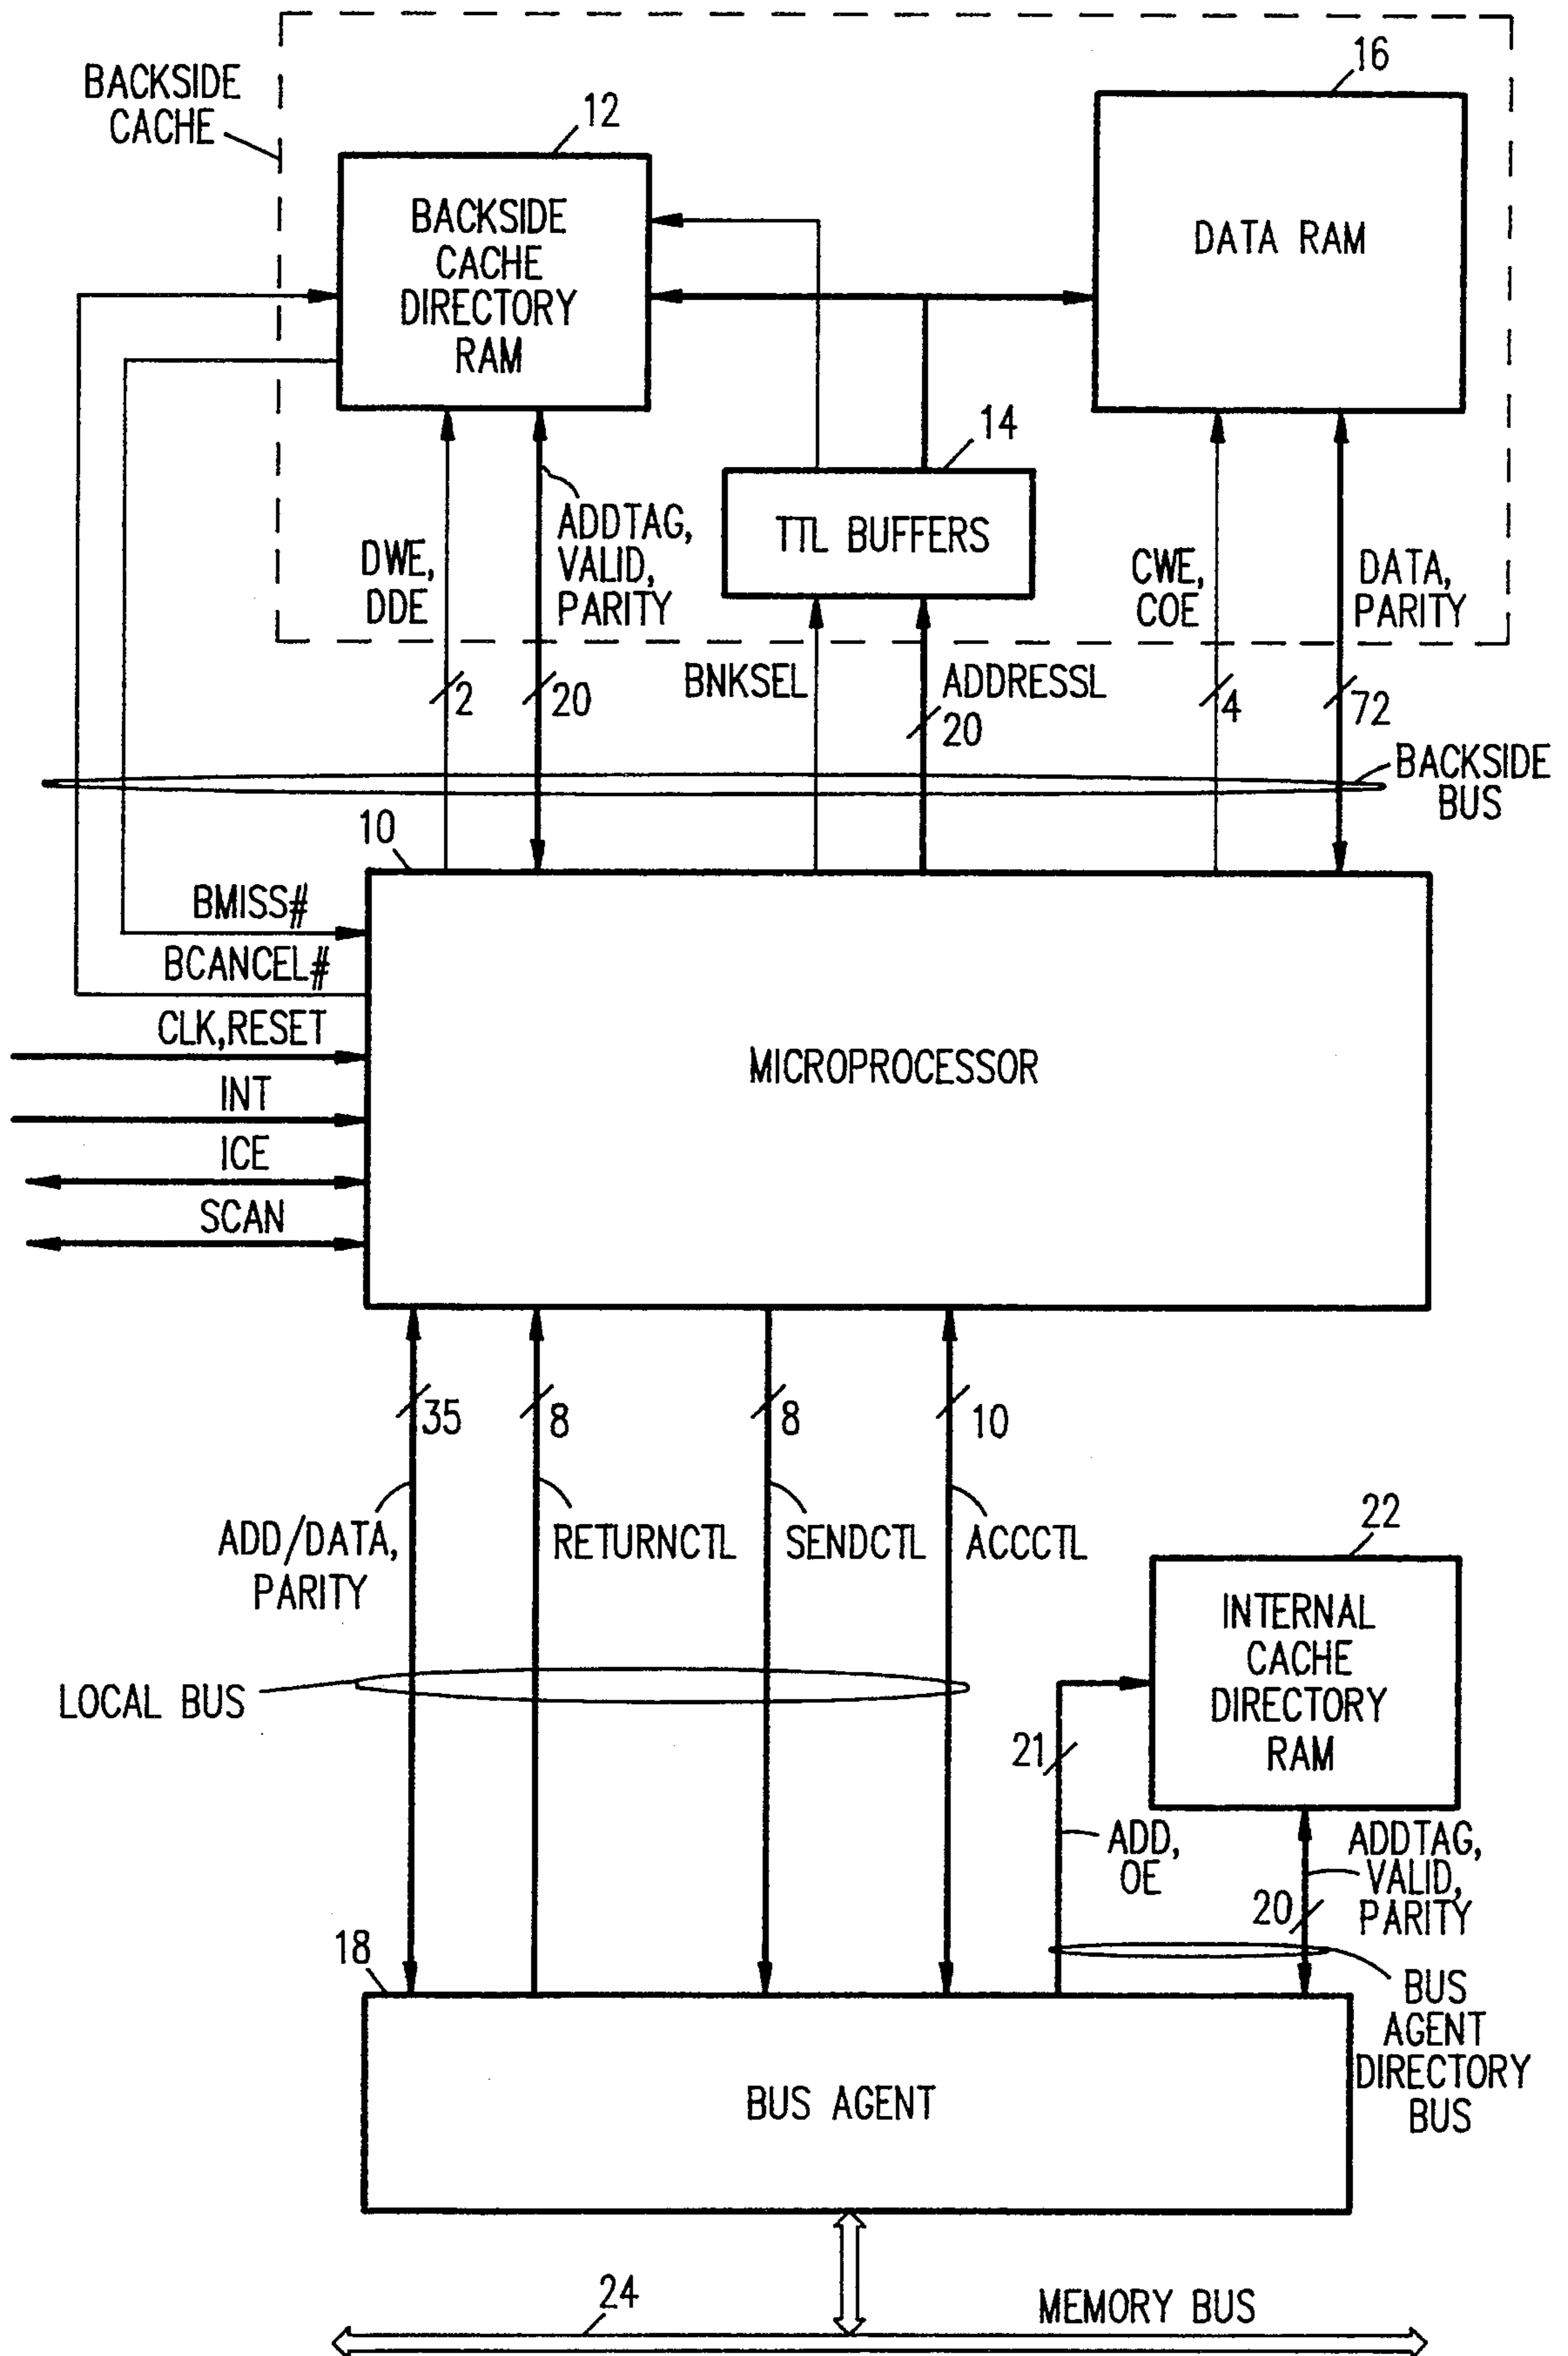 BACKSIDE
CACHE
12
16
BACKSIDE
CACHE
DIRECTORY
RAM
DATA RAM
14
TTL BUFFERS
DWE,
DDE
ADDTAG,
VALID,
PARITY
CWE,
COE
DATA,
PARITY
2
20
BNKSEL
ADDRESSL
20
4
72
BACKSIDE
BUS
10
BMISS#
BCANCEL#
CLK,RESET
INT
ICE
SCAN
MICROPROCESSOR
35
8
8
10
ADD/DATA,
PARITY
RETURNCTL
SENDCTL
ACCCTL
22
INTERNAL
CACHE
DIRECTORY
RAM
LOCAL BUS
21
ADD,
OE
ADDTAG,
VALID,
PARITY
20
18
BUS
AGENT
DIRECTORY
BUS
BUS AGENT
24
MEMORY BUS